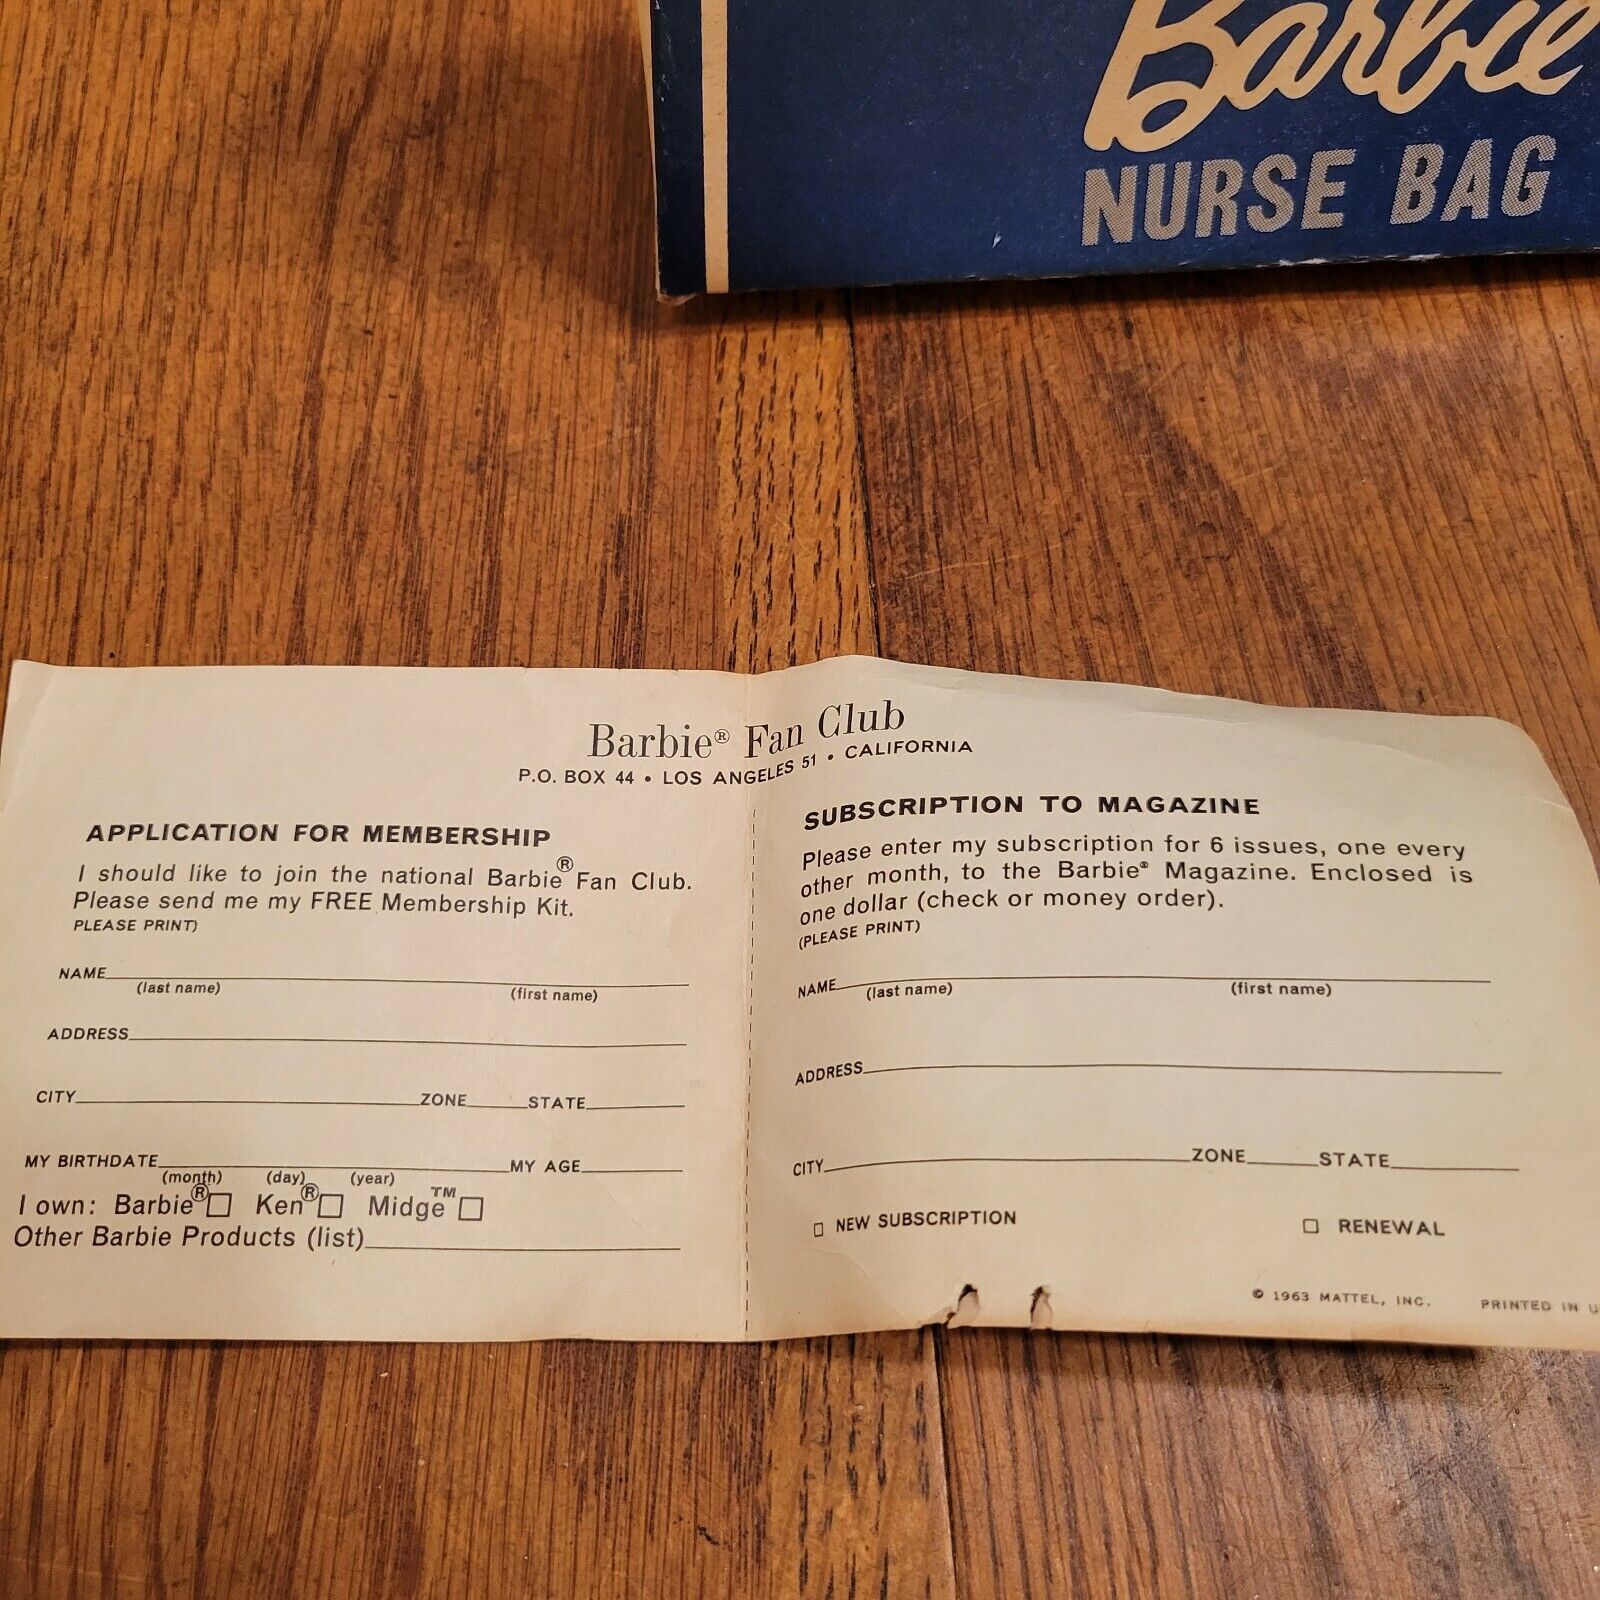 Barbie
NURSE BAG
Barbie® Fan Club
P.O. BOX 44 • LOS ANGELES 51 • CALIFORNIA
APPLICATION FOR MEMBERSHIP
I should like to join the national Barbie® Fan Club.
Please send me my FREE Membership Kit.
PLEASE PRINT)
NAME
(last name) (first name)
ADDRESS
CITY ZONE STATE
MY BIRTHDATE MY AGE
(month) (day) (year)
I own: Barbie® □ Ken® □ Midge™ □
Other Barbie Products (list)
SUBSCRIPTION TO MAGAZINE
Please enter my subscription for 6 issues, one every
other month, to the Barbie® Magazine. Enclosed is
one dollar (check or money order).
(PLEASE PRINT)
NAME
(last name) (first name)
ADDRESS
CITY ZONE STATE
□ NEW SUBSCRIPTION □ RENEWAL
© 1963 MATTEL, INC. PRINTED IN U